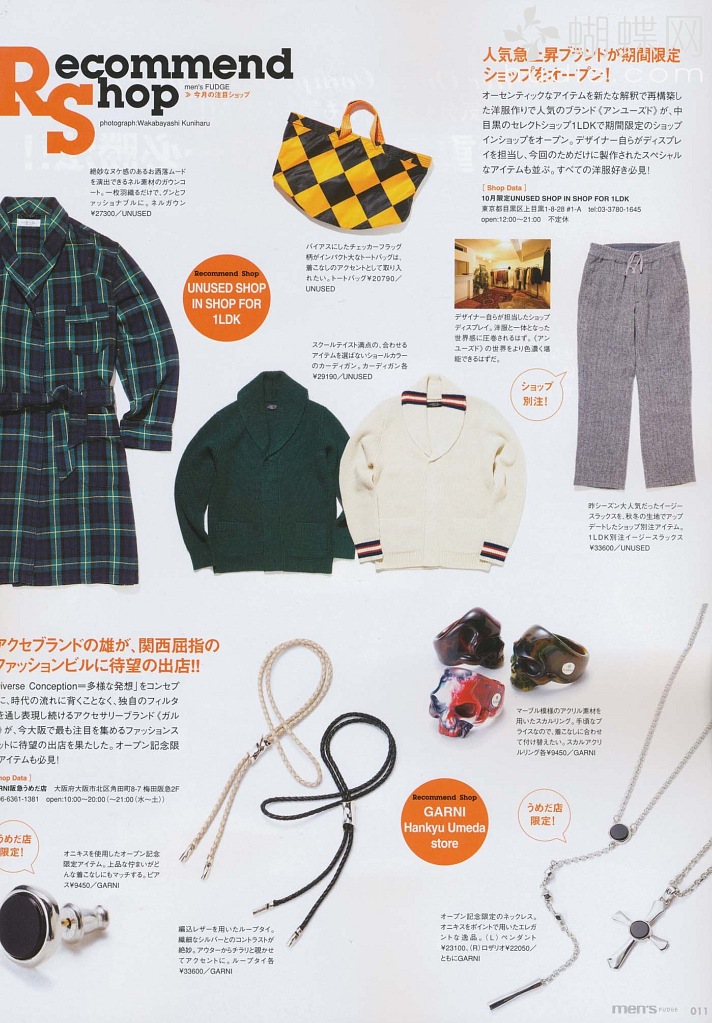 Recommend
Shop
men's FUDGE
≫ 今月の注目ショップ
photograph:Wakabayashi Kuniharu
蝴蝶网
人気急上昇ブランドが期間限定
ショップをオープン!
オーセンティックなアイテムを新たな解釈で再構築し
た洋服作りで人気のブランド《アンユーズド》が、中
目黒のセレクトショップ1LDKで期間限定のショップ
インショップをオープン。デザイナー自らがディスプレ
イを担当し、今回のためだけに製作されたスペシャル
なアイテムも並ぶ。すべての洋服好き必見!
[ Shop Data ]
10月限定UNUSED SHOP IN SHOP FOR 1LDK
東京都目黒区上目黒1-8-28 #1-A tel:03-3780-1645
open:12:00〜21:00 不定休
絶妙なヌケ感のあるお洒落ムード
を演出できるネル素材のガウンコ
ート。一枚羽織るだけで、グンとフ
ァッショナブルに。ネルガウン
¥27300/UNUSED
バイアスにしたチェッカーフラッグ
柄がインパクト大なトートバッグは、
着こなしのアクセントとして取り入
れたい。トートバッグ¥20790/
UNUSED
Recommend Shop
UNUSED SHOP
IN SHOP FOR
1LDK
デザイナー自らが担当したショップ
ディスプレイ。洋服と一体となった
世界感に圧巻されるはず。《アン
ユーズド》の世界をより色濃く堪
能できるはずだ。
スクールテイスト満点の、合わせる
アイテムを選ばないショールカラー
のカーディガン。カーディガン各
¥29190/UNUSED
ショップ
別注!
昨シーズン大人気だったイージー
スラックスを、秋冬の生地でアップ
デートしたショップ別注アイテム。
1LDK別注イージースラックス
¥33600/UNUSED
アクセブランドの雄が、関西屈指の
ファッションビルに待望の出店!!
iverse Conception=多様な発想」をコンセプ
に、時代の流れに背くことなく、独自のフィルタ
を通し表現し続けるアクセサリーブランド《ガル
》が、今大阪で最も注目を集めるファッションス
ットに待望の出店を果たした。オープン記念限
アイテムも必見!
hop Data ]
RNI阪急うめだ店 大阪府大阪市北区角田町8-7 梅田阪急2F
06-6361-1381 open:10:00〜20:00(〜21:00(水〜土))
うめだ店
限定!
オニキスを使用したオープン記念
限定アイテム。上品な佇まいがど
んな着こなしにもマッチする。ピア
ス¥9450/GARNI
編込レザーを用いたループタイ。
繊細なシルバーとのコントラストが
絶妙。アウターからチラリと覗かせ
てアクセントに。ループタイ各
¥33600/GARNI
マーブル模様のアクリル素材を
用いたスカルリング。手頃なプ
ライスなので、着こなしに合わせ
て付け替えたい。スカルアクリ
ルリング各¥9450/GARNI
Recommend Shop
GARNI
Hankyu Umeda
store
うめだ店
限定!
オープン記念限定のネックレス。
オニキスをポイントで用いたエレガ
ントな逸品。(L)ペンダント
¥23100、(R)ロザリオ¥22050/
ともにGARNI
men's FUDGE 011